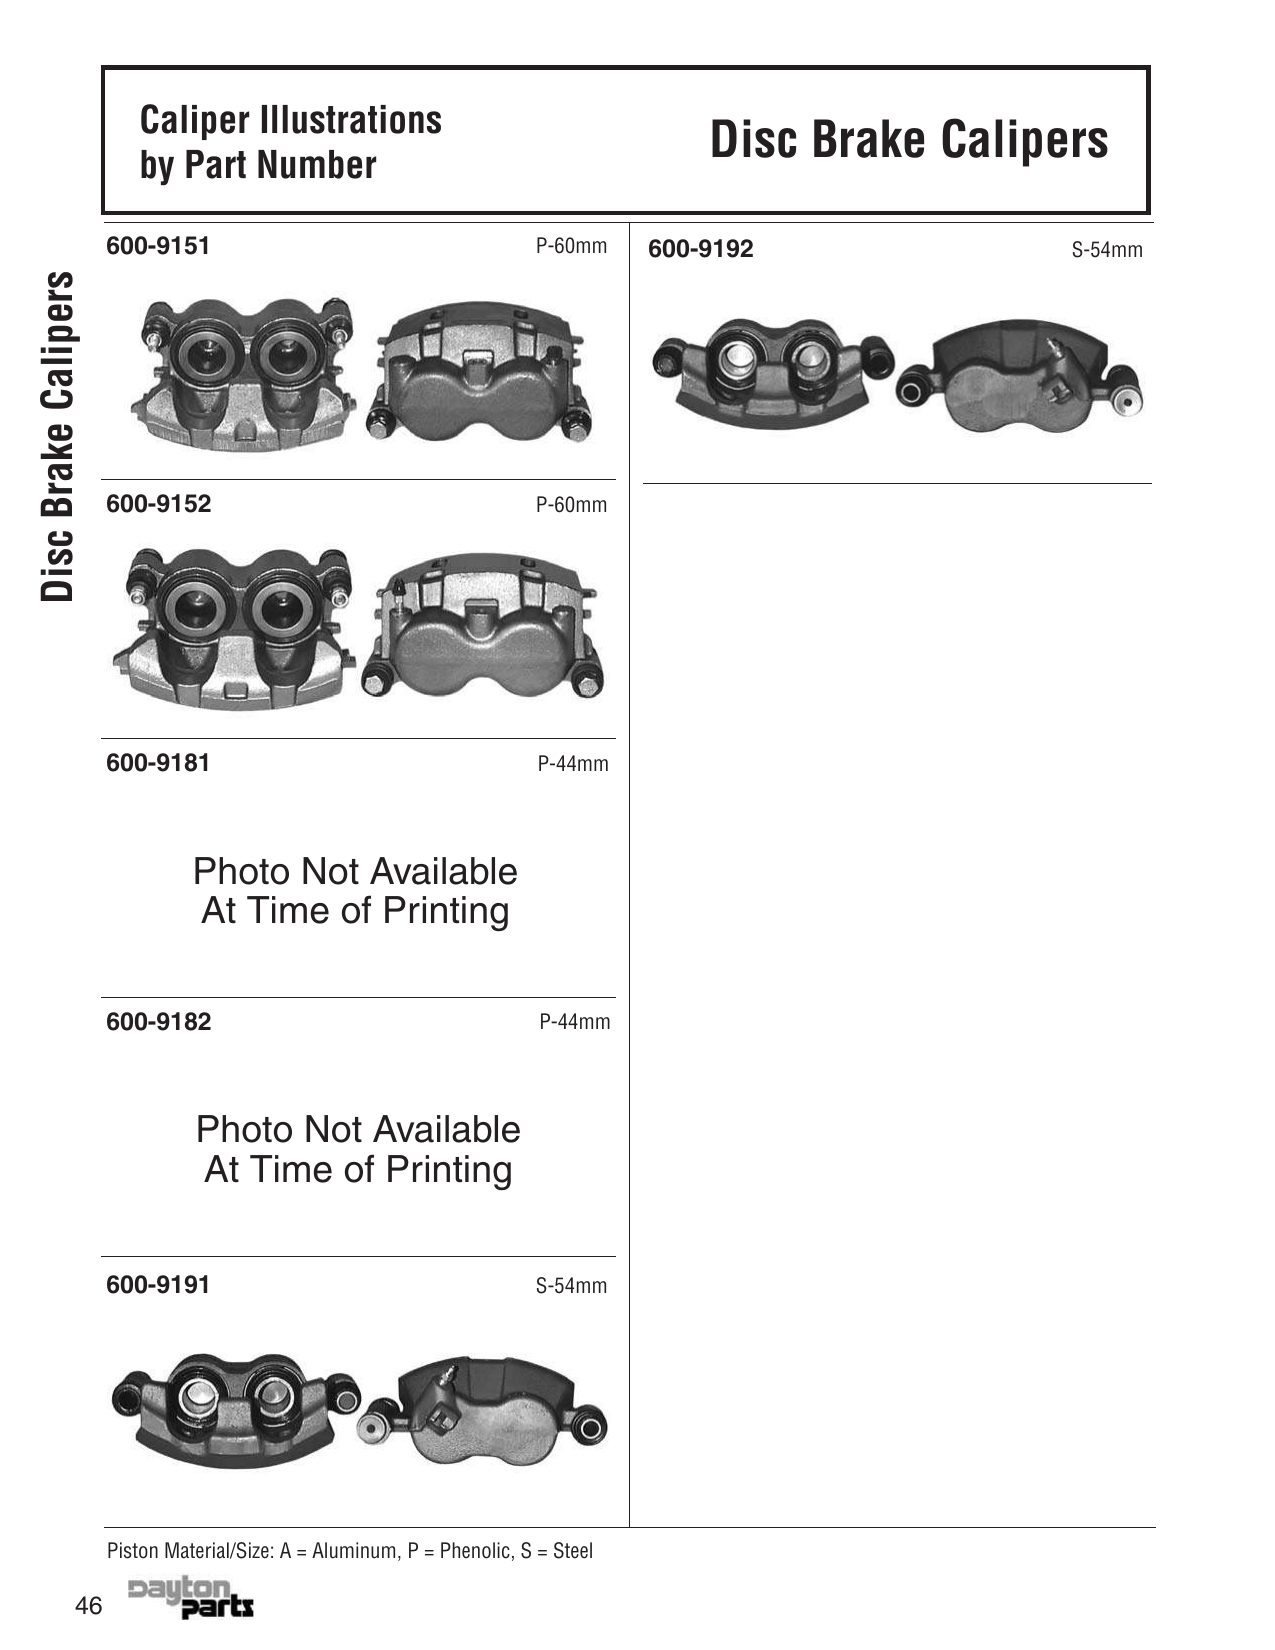 Caliper Illustrations
by Part Number
Disc Brake Calipers
Disc Brake Calipers
600-9151 P-60mm
600-9152 P-60mm
600-9181 P-44mm
Photo Not Available
At Time of Printing
600-9182 P-44mm
Photo Not Available
At Time of Printing
600-9191 S-54mm
600-9192 S-54mm
Piston Material/Size: A = Aluminum, P = Phenolic, S = Steel
46
Dayton
parts